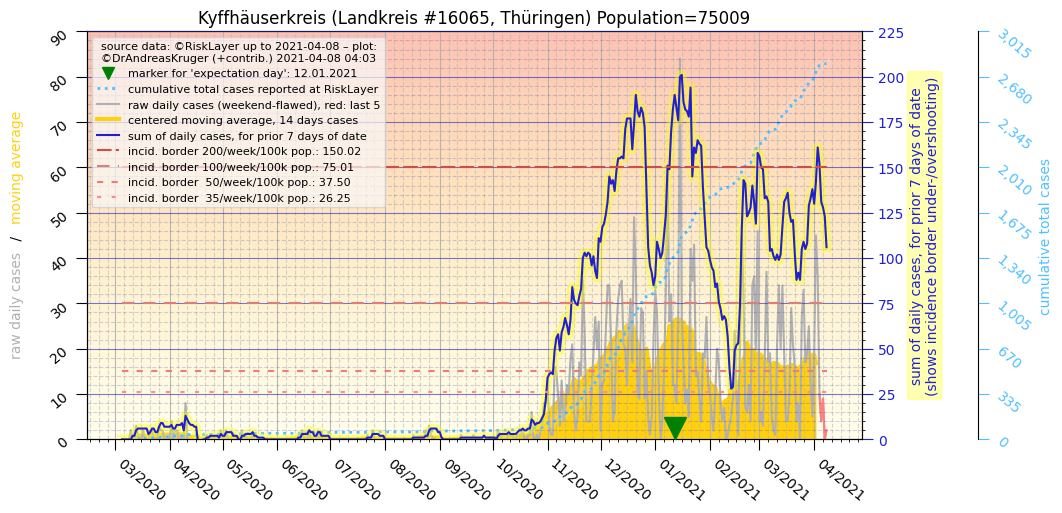 Kyffhäuserkreis (Landkreis #16065, Thüringen) Population=75009
source data: ©RiskLayer up to 2021-04-08 – plot:
©DrAndreasKruger (+contrib.) 2021-04-08 04:03
marker for 'expectation day': 12.01.2021
cumulative total cases reported at RiskLayer
raw daily cases (weekend-flawed), red: last 5
centered moving average, 14 days cases
sum of daily cases, for prior 7 days of date
incid. border 200/week/100k pop.: 150.02
incid. border 100/week/100k pop.: 75.01
incid. border 50/week/100k pop.: 37.50
incid. border 35/week/100k pop.: 26.25
raw daily cases / moving average
90
80
70
60
50
40
30
20
10
0
03/2020
04/2020
05/2020
06/2020
07/2020
08/2020
09/2020
10/2020
11/2020
12/2020
01/2021
02/2021
03/2021
04/2021
225
200
175
150
125
100
75
50
25
0
sum of daily cases, for prior 7 days of date
(shows incidence border under-/overshooting)
3,015
2,680
2,345
2,010
1,675
1,340
1,005
670
335
0
cumulative total cases